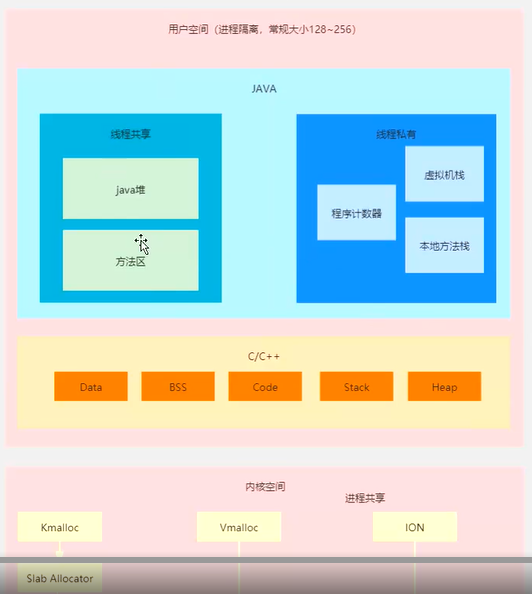 用户空间（进程隔离，常规大小128~256）
JAVA
线程共享
java堆
方法区
线程私有
虚拟机栈
程序计数器
本地方法栈
C/C++
Data
BSS
Code
Stack
Heap
内核空间
进程共享
Kmalloc
Vmalloc
ION
Slab Allocator